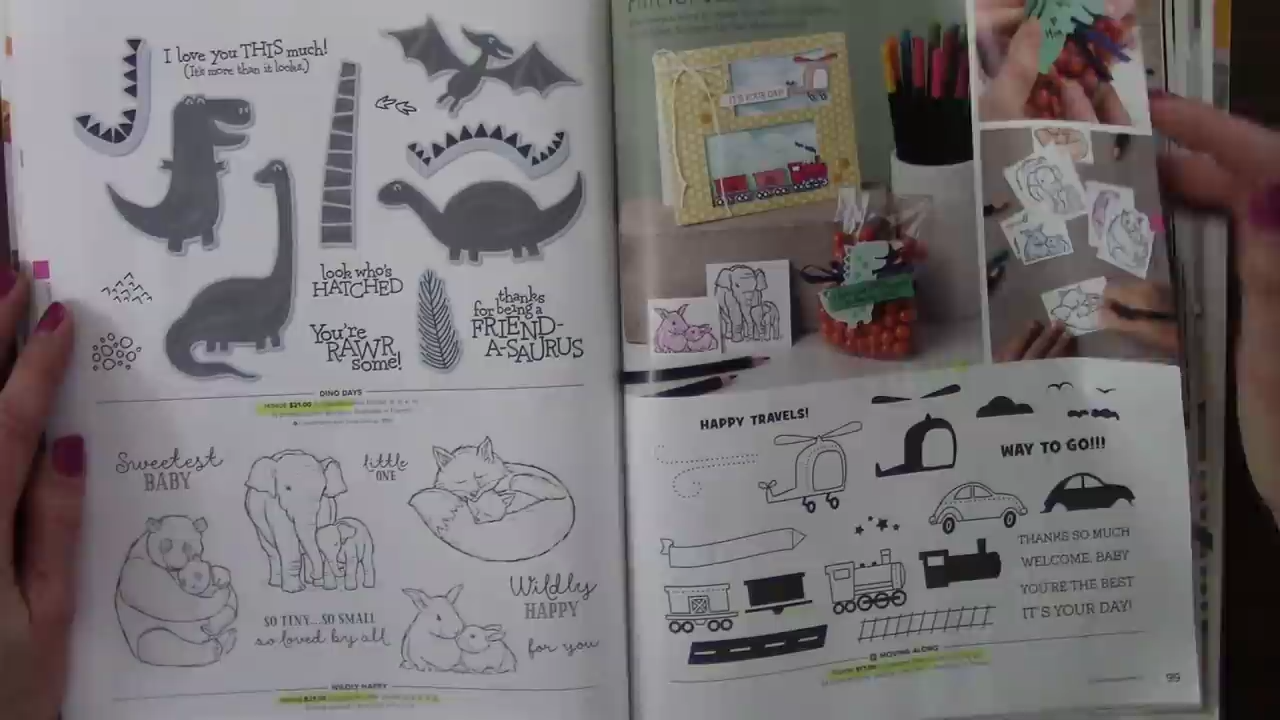 I love you THIS much!
(It's more than it looks.)
look who's
HATCHED
You're
RAWR
some!
thanks
for being a
FRIEND-
A-SAURUS
DINO DAYS
$21.00
Sweetest
BABY
little
ONE
SO TINY...SO SMALL
so loved by all
Wildly
HAPPY
for you
WILDLY HAPPY
IT'S YOUR DAY!
HAPPY TRAVELS!
WAY TO GO!!!
THANKS SO MUCH
WELCOME, BABY
YOU'RE THE BEST
IT'S YOUR DAY!
MOVING ALONG
99